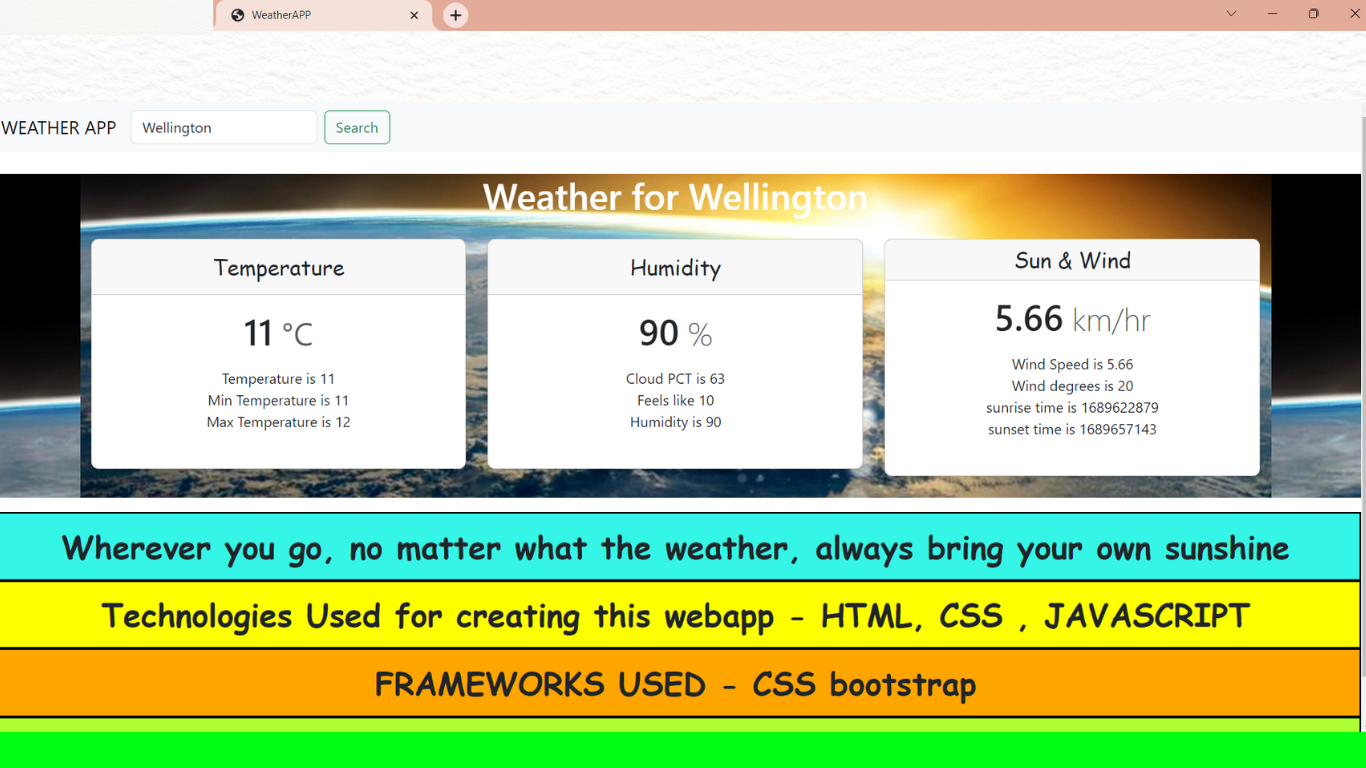 WeatherAPP
WEATHER APP
Wellington
Search
Weather for Wellington
Temperature
11 °C
Temperature is 11
Min Temperature is 11
Max Temperature is 12
Humidity
90 %
Cloud PCT is 63
Feels like 10
Humidity is 90
Sun & Wind
5.66 km/hr
Wind Speed is 5.66
Wind degrees is 20
sunrise time is 1689622879
sunset time is 1689657143
Wherever you go, no matter what the weather, always bring your own sunshine
Technologies Used for creating this webapp - HTML, CSS , JAVASCRIPT
FRAMEWORKS USED - CSS bootstrap